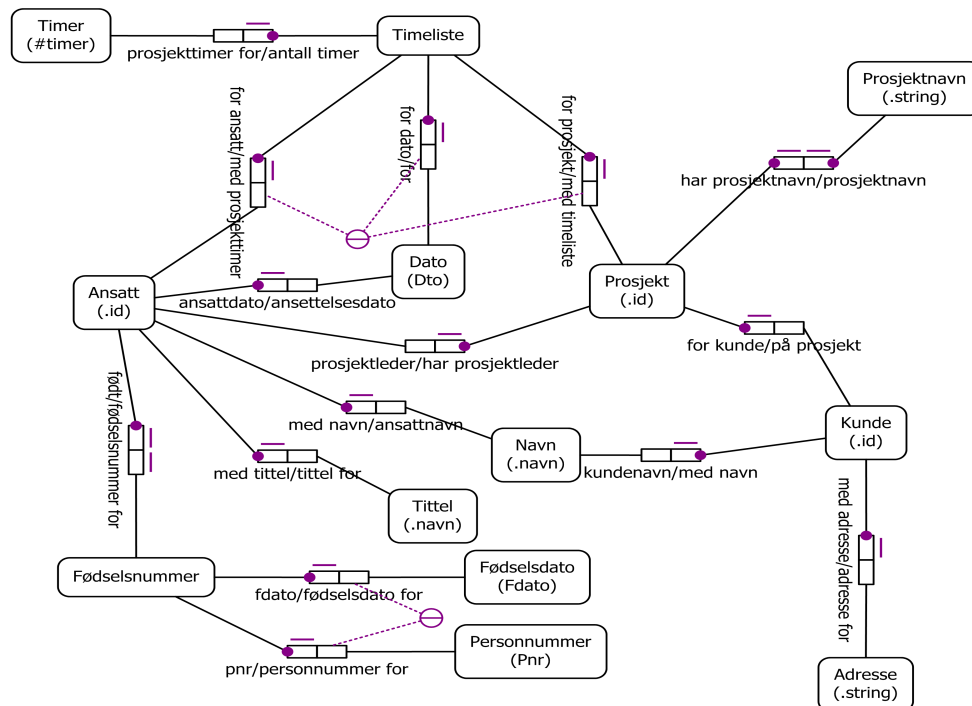 Timer
(#timer)
prosjekttimer for/antall timer
Timeliste
Prosjektnavn
(.string)
har prosjektnavn/prosjektnavn
for ansatt/med prosjekttimer
for dato/for
for prosjekt/med timeliste
Ansatt
(.id)
ansattdato/ansettelsesdato
Dato
(Dto)
Prosjekt
(.id)
prosjektleder/har prosjektleder
for kunde/på prosjekt
født/fødselsnummer for
med navn/ansattnavn
Navn
(.navn)
kundenavn/med navn
Kunde
(.id)
med tittel/tittel for
Tittel
(.navn)
med adresse/adresse for
Fødselsnummer
fdato/fødselsdato for
Fødselsdato
(Fdato)
pnr/personnummer for
Personnummer
(Pnr)
Adresse
(.string)